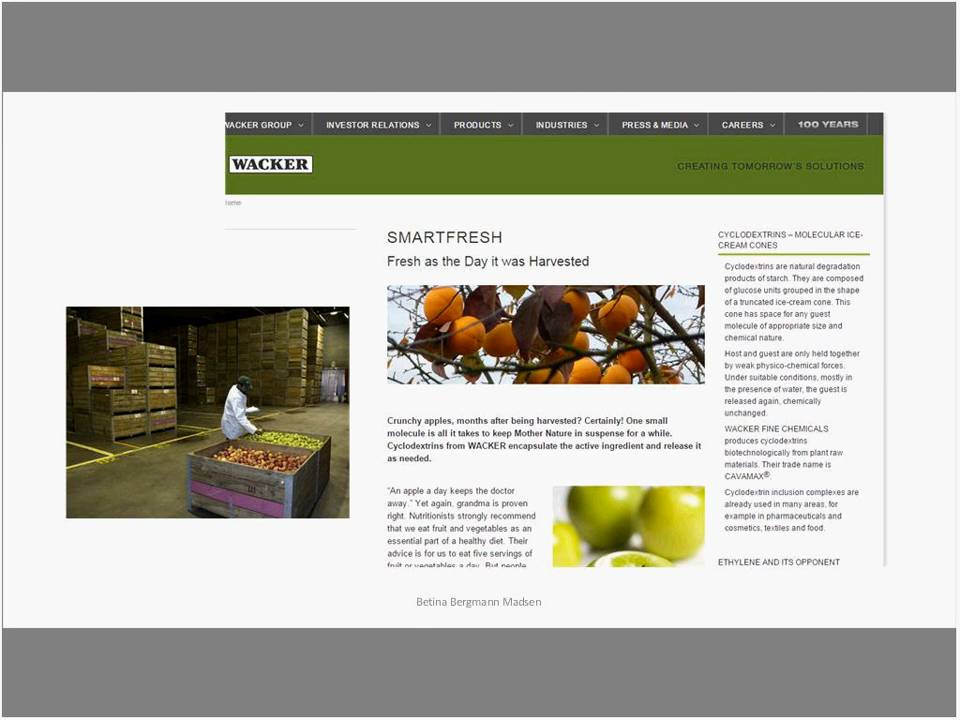 WACKER GROUP INVESTOR RELATIONS PRODUCTS INDUSTRIES PRESS & MEDIA CAREERS 100 YEARS
WACKER
CREATING TOMORROW'S SOLUTIONS
Home
SMARTFRESH
Fresh as the Day it was Harvested
Crunchy apples, months after being harvested? Certainly! One small
molecule is all it takes to keep Mother Nature in suspense for a while.
Cyclodextrins from WACKER encapsulate the active ingredient and release it
as needed.
"An apple a day keeps the doctor
away." Yet again, grandma is proven
right. Nutritionists strongly recommend
that we eat fruit and vegetables as an
essential part of a healthy diet. Their
advice is for us to eat five servings of
fruit or vegetables a day. But people
CYCLODEXTRINS – MOLECULAR ICE-
CREAM CONES
Cyclodextrins are natural degradation
products of starch. They are composed
of glucose units grouped in the shape
of a truncated ice-cream cone. This
cone has space for any guest
molecule of appropriate size and
chemical nature.
Host and guest are only held together
by weak physico-chemical forces.
Under suitable conditions, mostly in
the presence of water, the guest is
released again, chemically
unchanged.
WACKER FINE CHEMICALS
produces cyclodextrins
biotechnologically from plant raw
materials. Their trade name is
CAVAMAX®.
Cyclodextrin inclusion complexes are
already used in many areas, for
example in pharmaceuticals and
cosmetics, textiles and food.
ETHYLENE AND ITS OPPONENT
Betina Bergmann Madsen